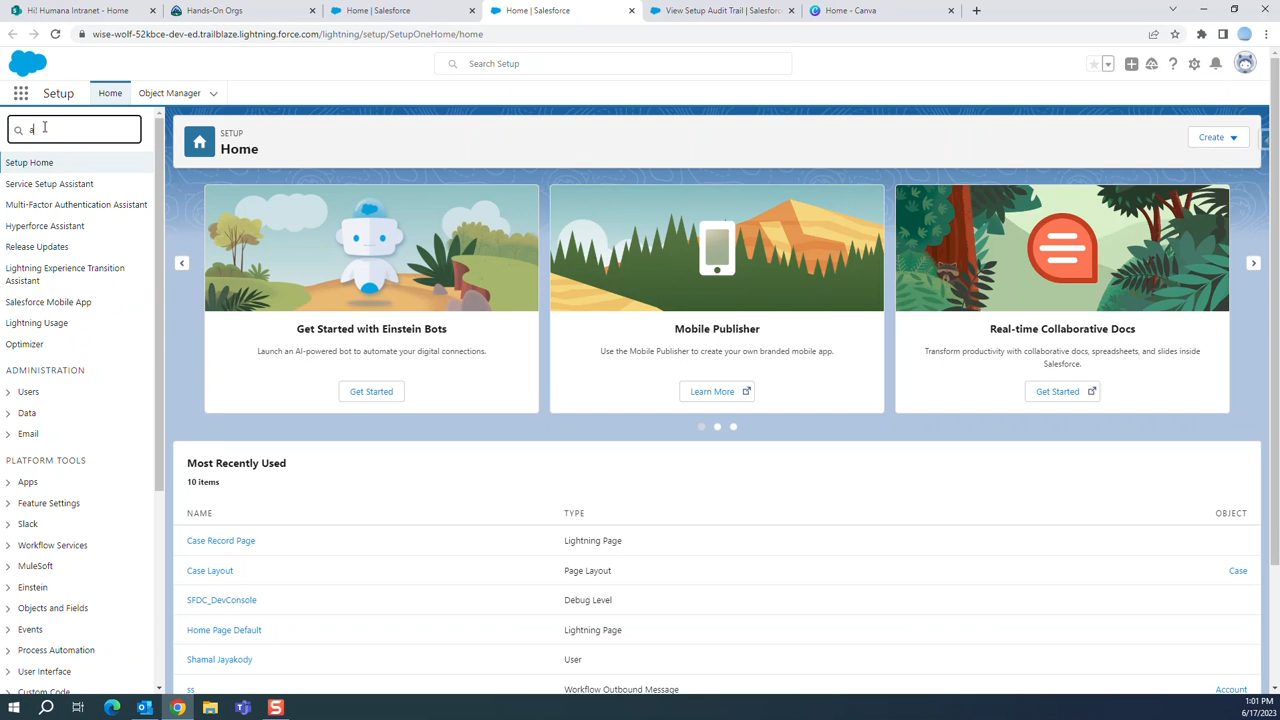 Hi! Humana Intranet - Home
Hands-On Orgs
Home | Salesforce
Home | Salesforce
View Setup Audit Trail | Salesforc
Home - Canva
wise-wolf-52kbce-dev-ed.trailblaze.lightning.force.com/lightning/setup/SetupOneHome/home
Search Setup
Setup
Home
Object Manager
a
SETUP
Home
Create
Setup Home
Service Setup Assistant
Multi-Factor Authentication Assistant
Hyperforce Assistant
Release Updates
Lightning Experience Transition
Assistant
Salesforce Mobile App
Lightning Usage
Optimizer
ADMINISTRATION
Users
Data
Email
PLATFORM TOOLS
Apps
Feature Settings
Slack
Workflow Services
MuleSoft
Einstein
Objects and Fields
Events
Process Automation
User Interface
Custom Code
Get Started with Einstein Bots
Launch an AI-powered bot to automate your digital connections.
Get Started
Mobile Publisher
Use the Mobile Publisher to create your own branded mobile app.
Learn More
Real-time Collaborative Docs
Transform productivity with collaborative docs, spreadsheets, and slides inside
Salesforce.
Get Started
Most Recently Used
10 items
NAME TYPE OBJECT
Case Record Page Lightning Page
Case Layout Page Layout Case
SFDC_DevConsole Debug Level
Home Page Default Lightning Page
Shamal Jayakody User
ss Workflow Outbound Message Account
1:01 PM
6/17/2023